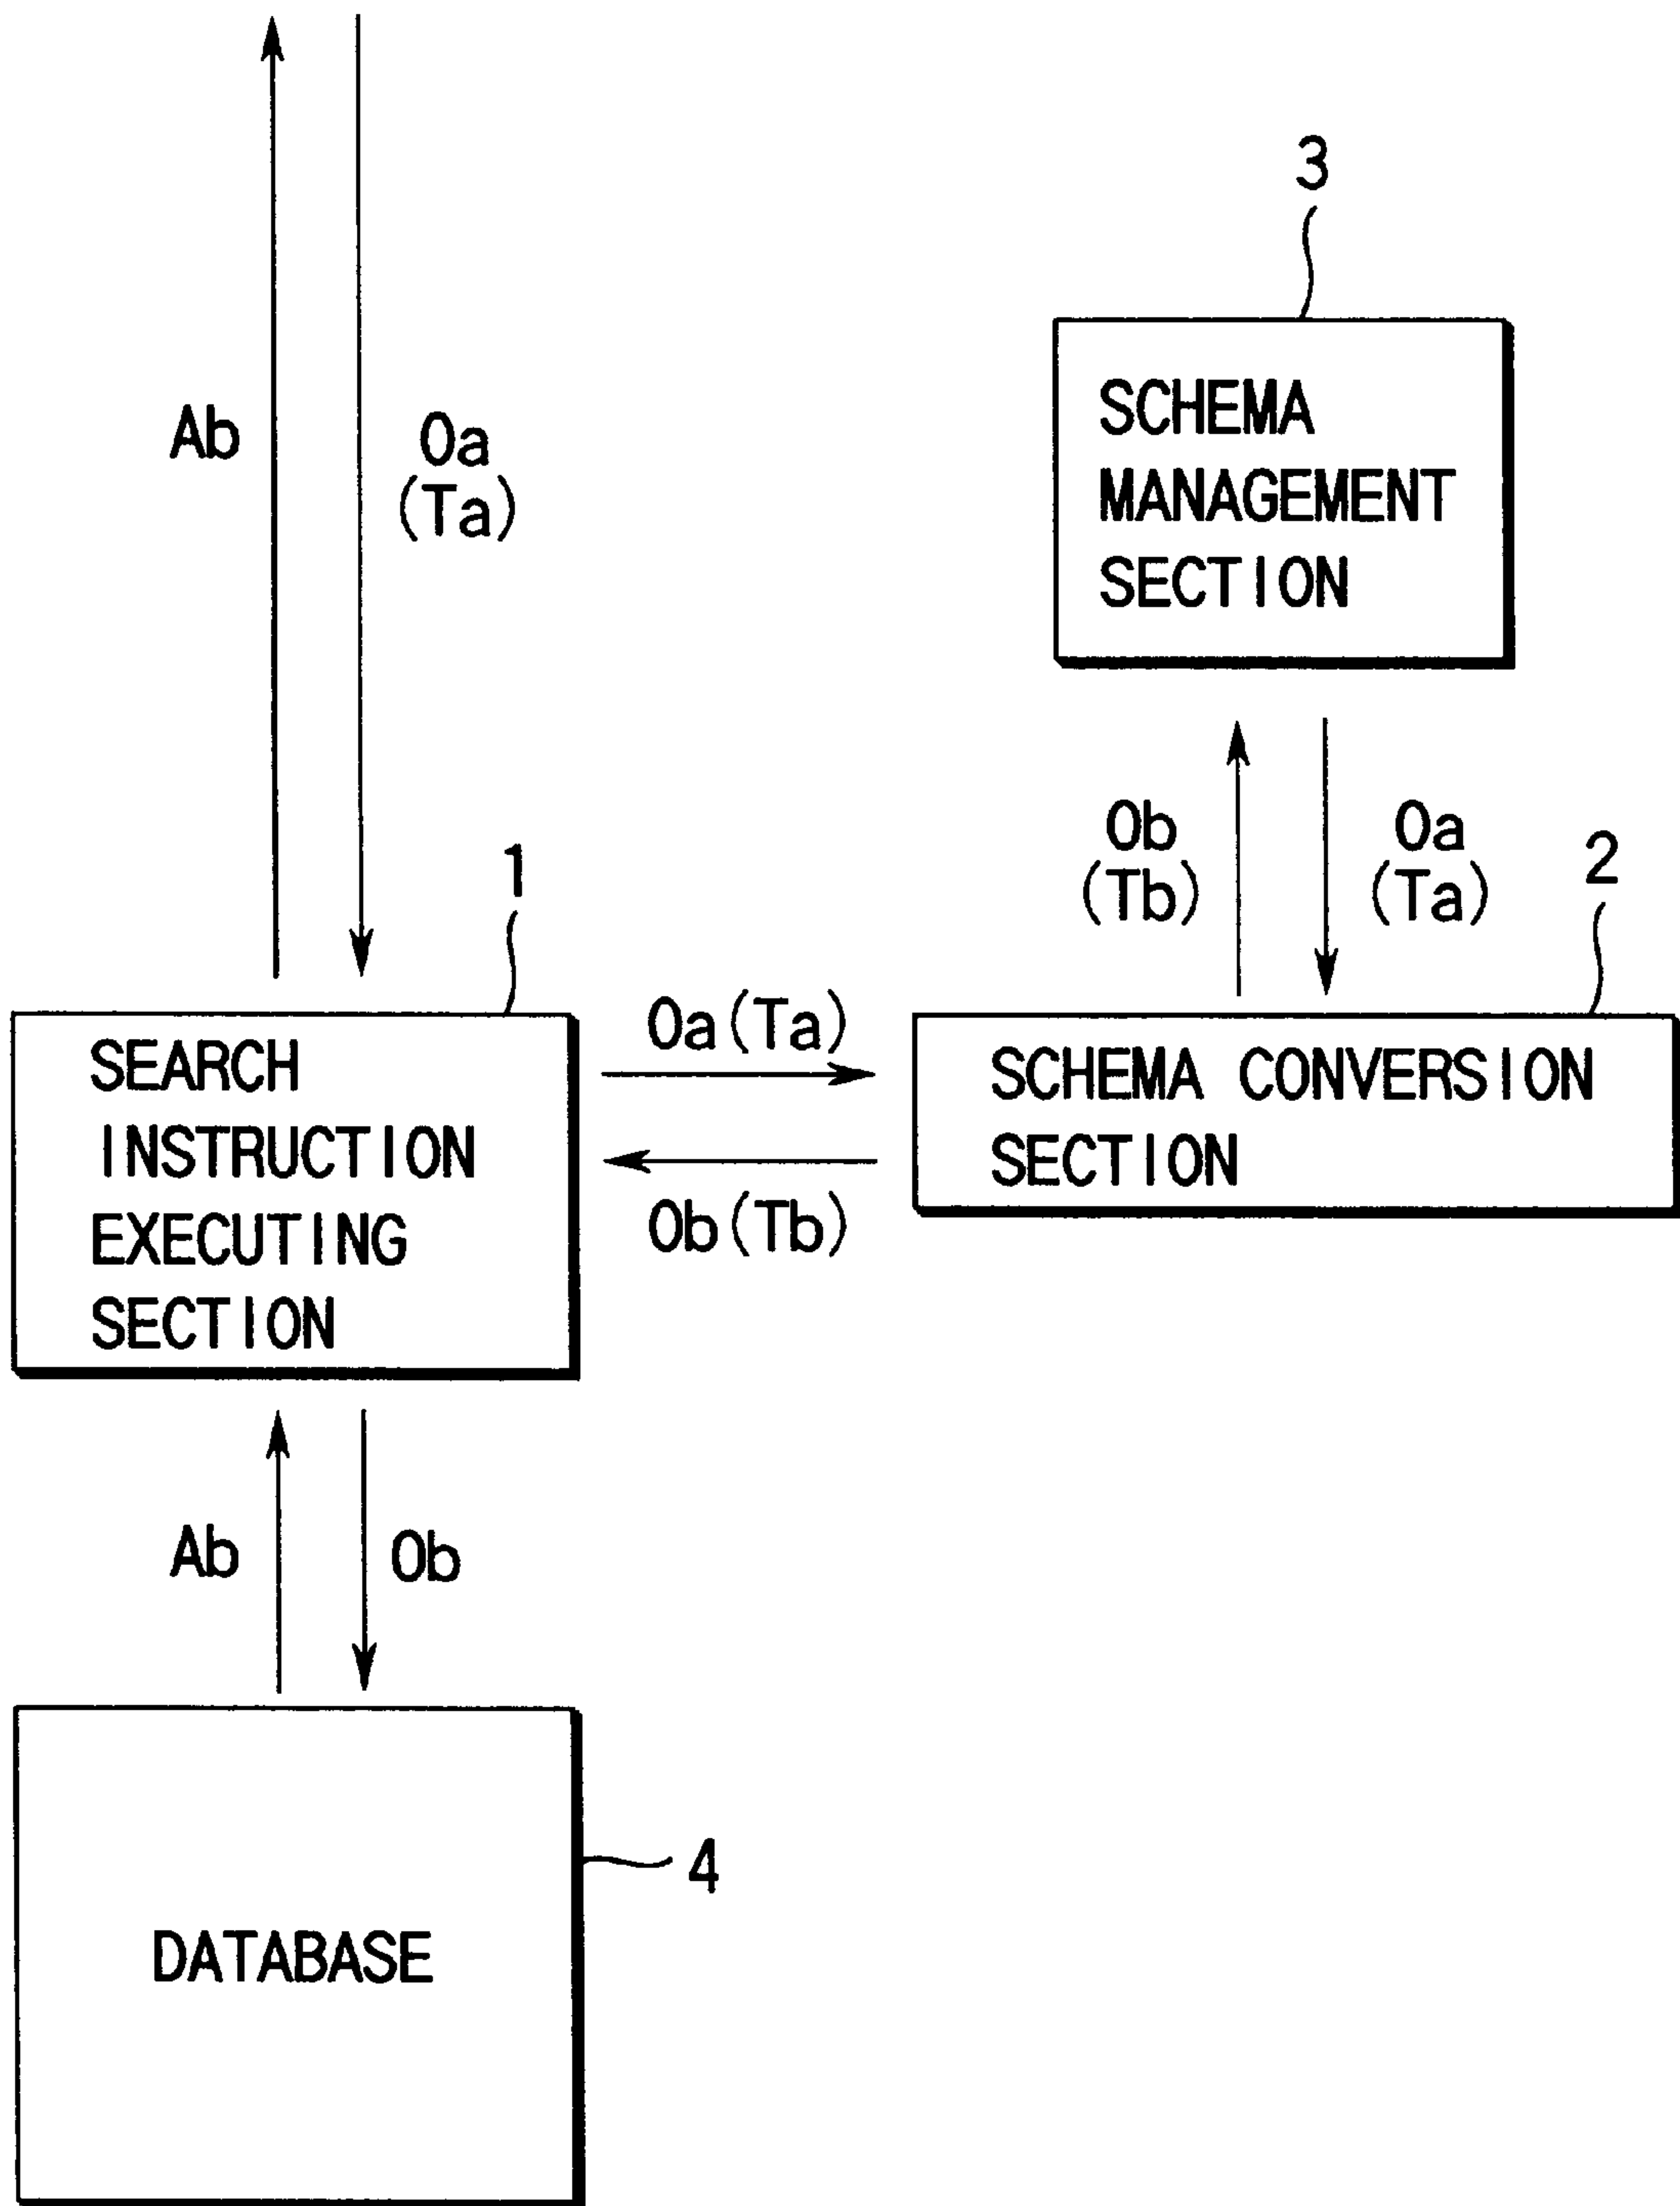 3
SCHEMA
MANAGEMENT
SECTION
Ab
Oa
(Ta)
Ob
(Tb)
Oa
(Ta)
1
2
SEARCH
INSTRUCTION
EXECUTING
SECTION
Oa(Ta)
Ob(Tb)
SCHEMA CONVERSION
SECTION
Ab
Ob
4
DATABASE